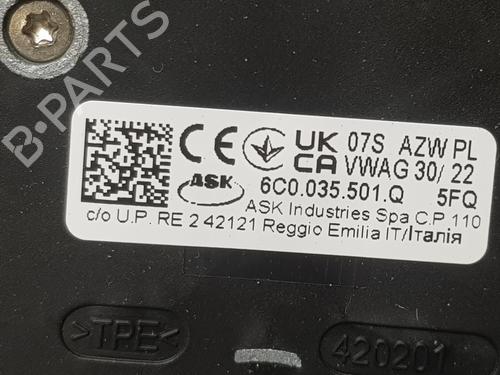 B-PARTS
CE UK CA 07S AZW PL
VWAG 30/ 22
ASK 6C0.035.501.Q 5FQ
ASK Industries Spa C.P 110
c/o U.P. RE 2 42121 Reggio Emilia IT/Італія
>TPE<
420201